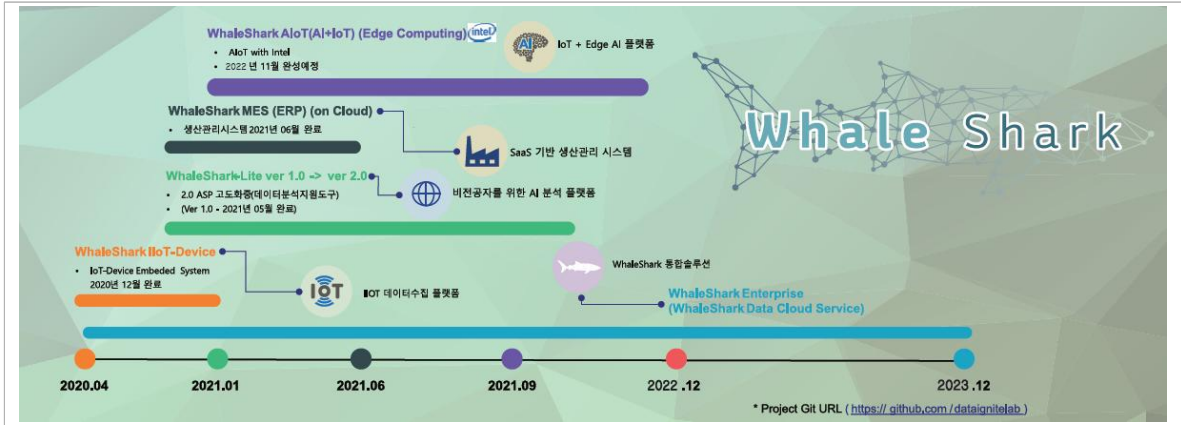 WhaleShark AIoT(AI+IoT) (Edge Computing)
intel
• AIoT with Intel
• 2022 년 11월 완성예정
AI
IoT + Edge AI 플랫폼
WhaleShark MES (ERP) (on Cloud)
• 생산관리시스템 2021년 06월 완료
SaaS 기반 생산관리 시스템
Whale Shark
WhaleShark-Lite ver 1.0 -> ver 2.0
• 2.0 ASP 고도화중(데이터분석지원도구)
• (Ver 1.0 - 2021년 05월 완료)
비전공자를 위한 AI 분석 플랫폼
WhaleShark IIoT-Device
• IoT-Device Embeded System
2020년 12월 완료
IOT
IIOT 데이터수집 플랫폼
WhaleShark 통합솔루션
WhaleShark Enterprise
(WhaleShark Data Cloud Service)
2020.04
2021.01
2021.06
2021.09
2022 .12
2023 .12
* Project Git URL ( https:// github.com /dataignitelab )